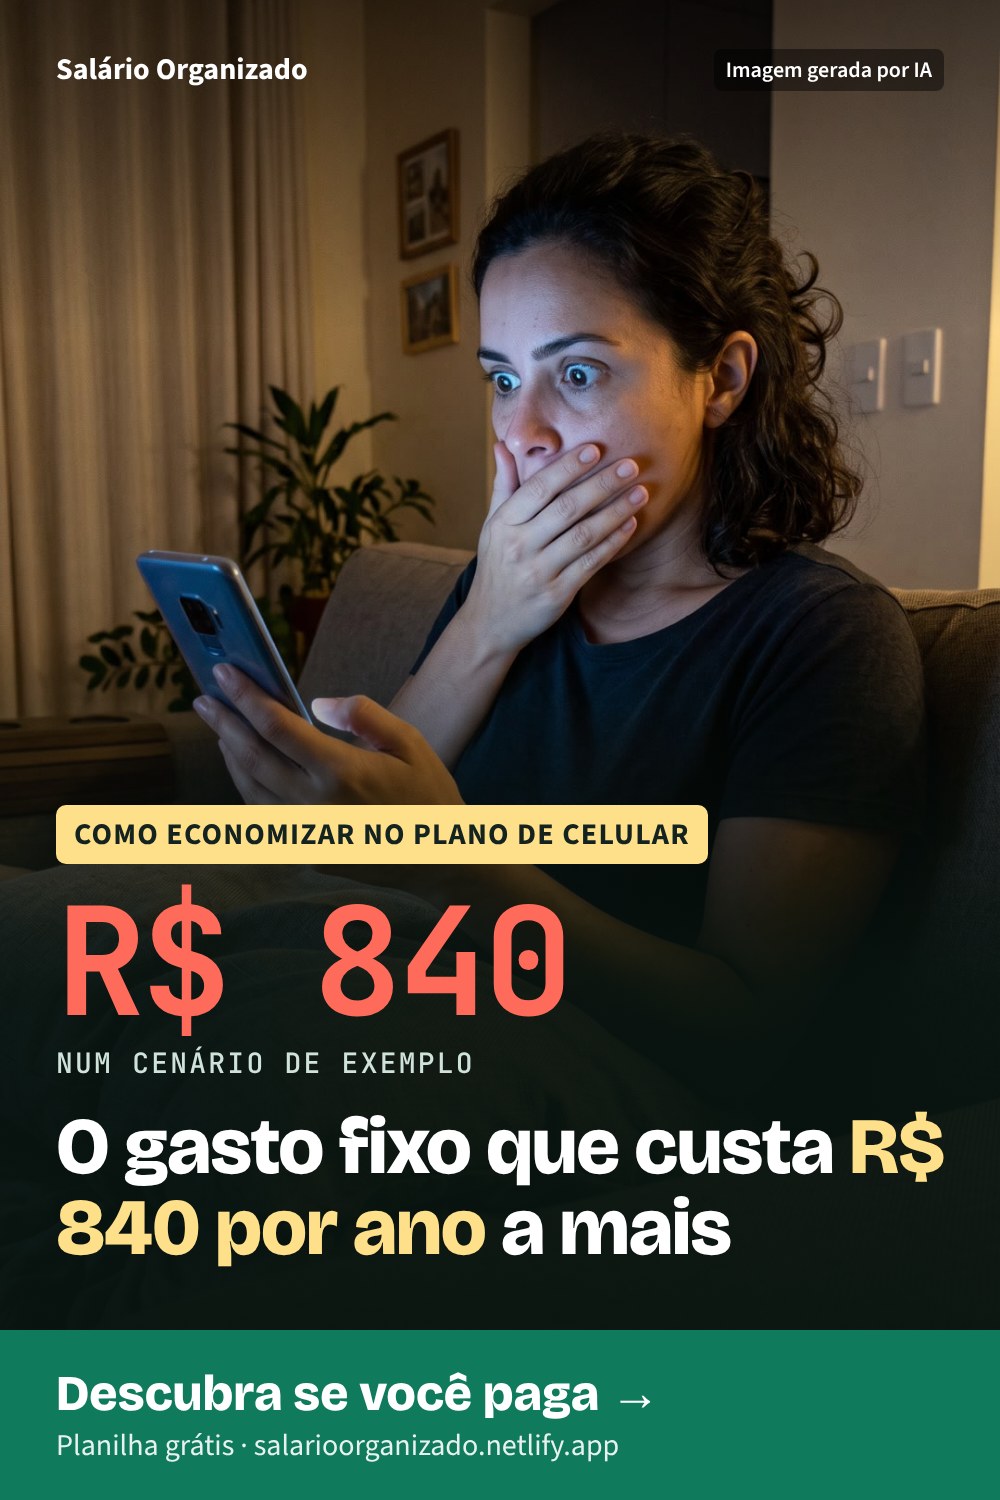 Salário Organizado
Imagem gerada por IA
COMO ECONOMIZAR NO PLANO DE CELULAR
R$ 840
NUM CENÁRIO DE EXEMPLO
O gasto fixo que custa R$
840 por ano a mais
Descubra se você paga →
Planilha grátis · salarioorganizado.netlify.app